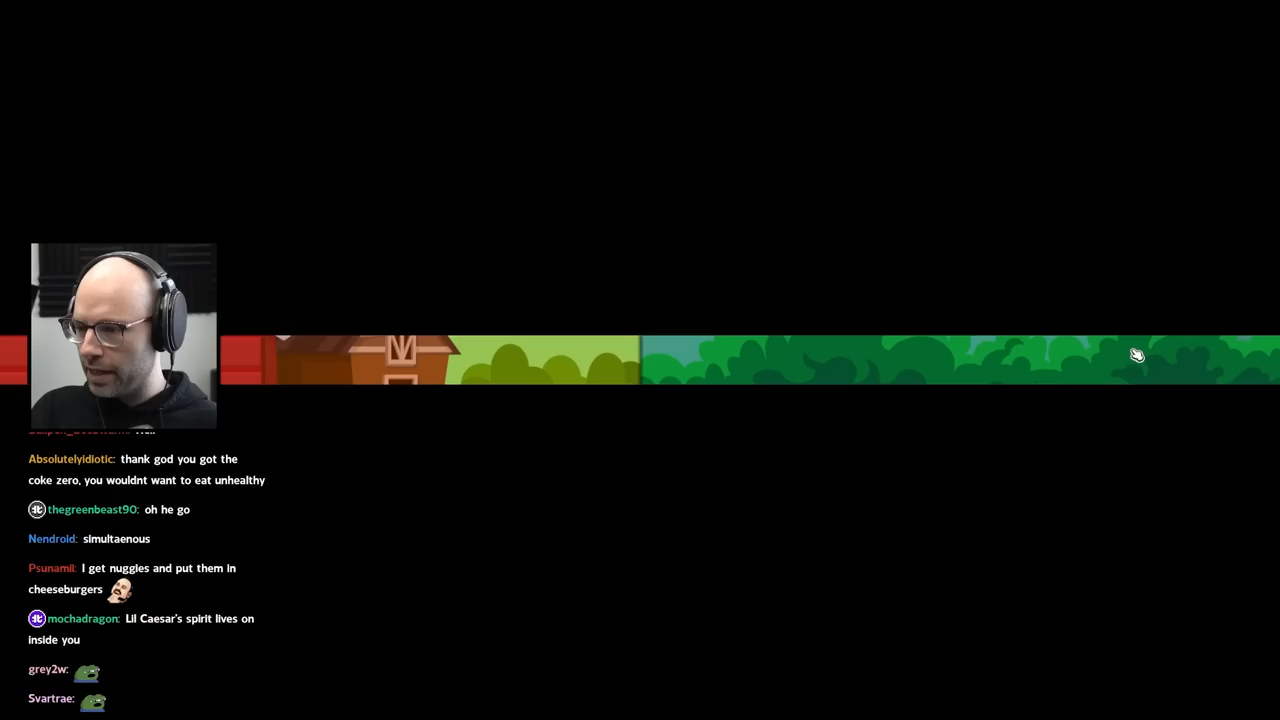 M
Absolutelyidiotic: thank god you got the
coke zero, you wouldnt want to eat unhealthy
thegreenbeast90: oh he go
Nendroid: simultaenous
Psunamii: I get nuggies and put them in
cheeseburgers
mochadragon: Lil Caesar's spirit lives on
inside you
grey2w:
Svartrae: